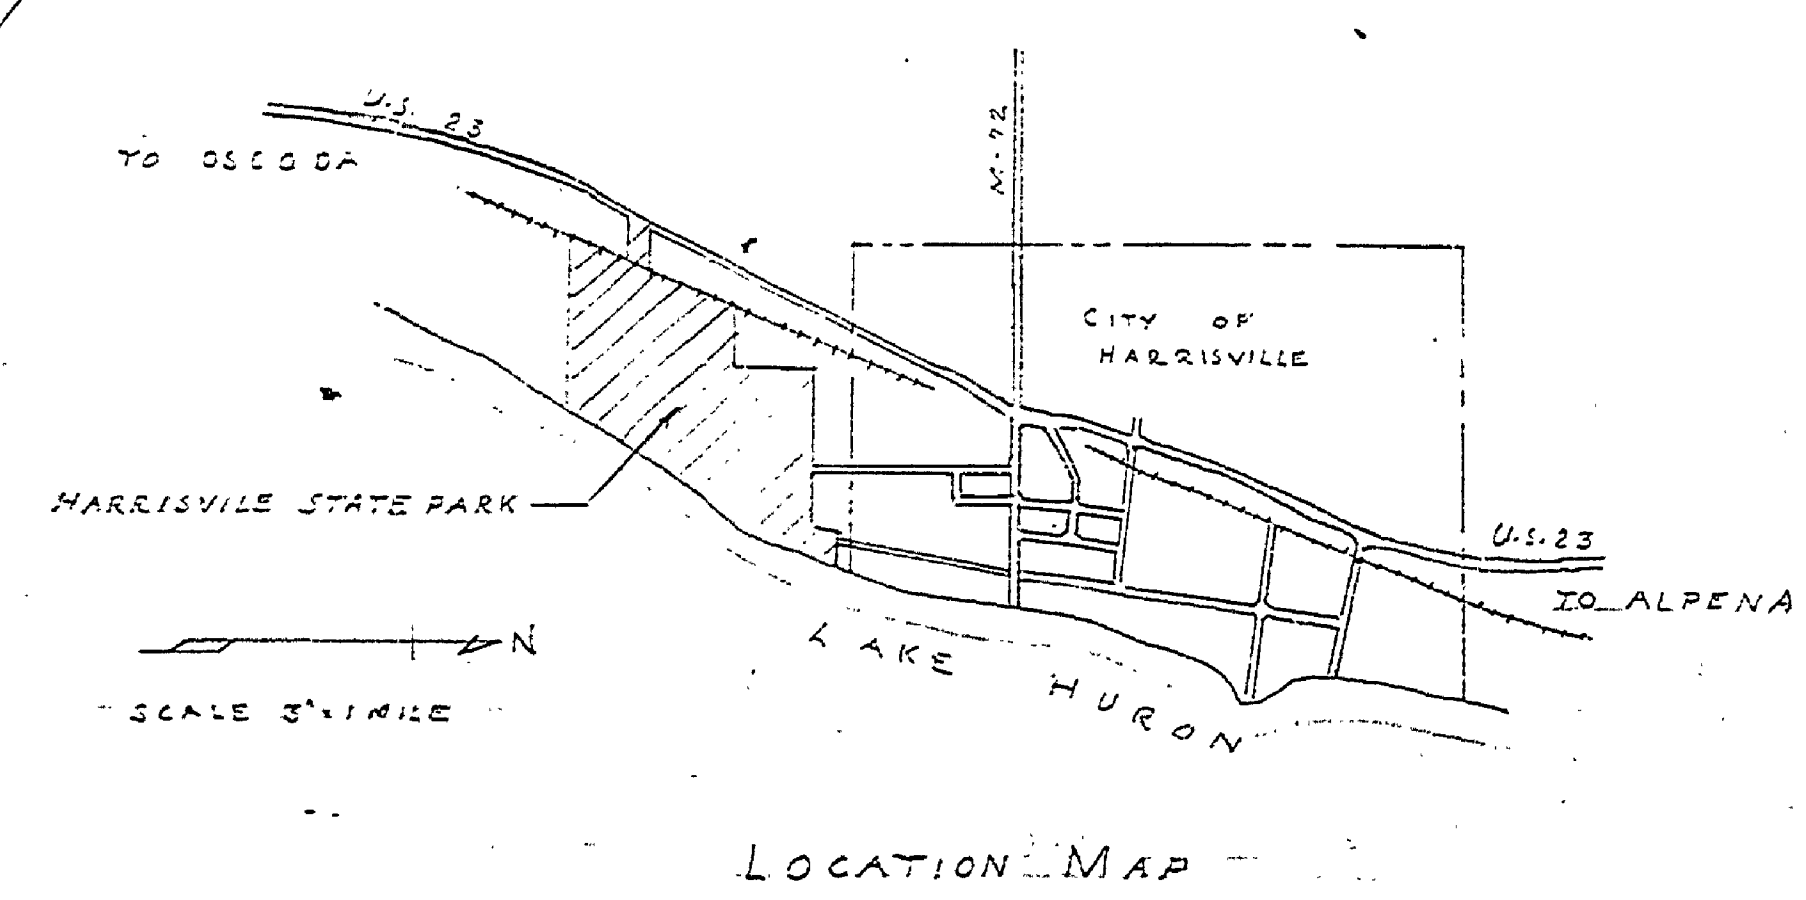 U.S. 23
TO OSCODA
M-72
CITY OF
HARRISVILLE
HARRISVILE STATE PARK
U.S. 23
TO ALPENA
N
LAKE HURON
SCALE 3"=1 MILE
LOCATION MAP